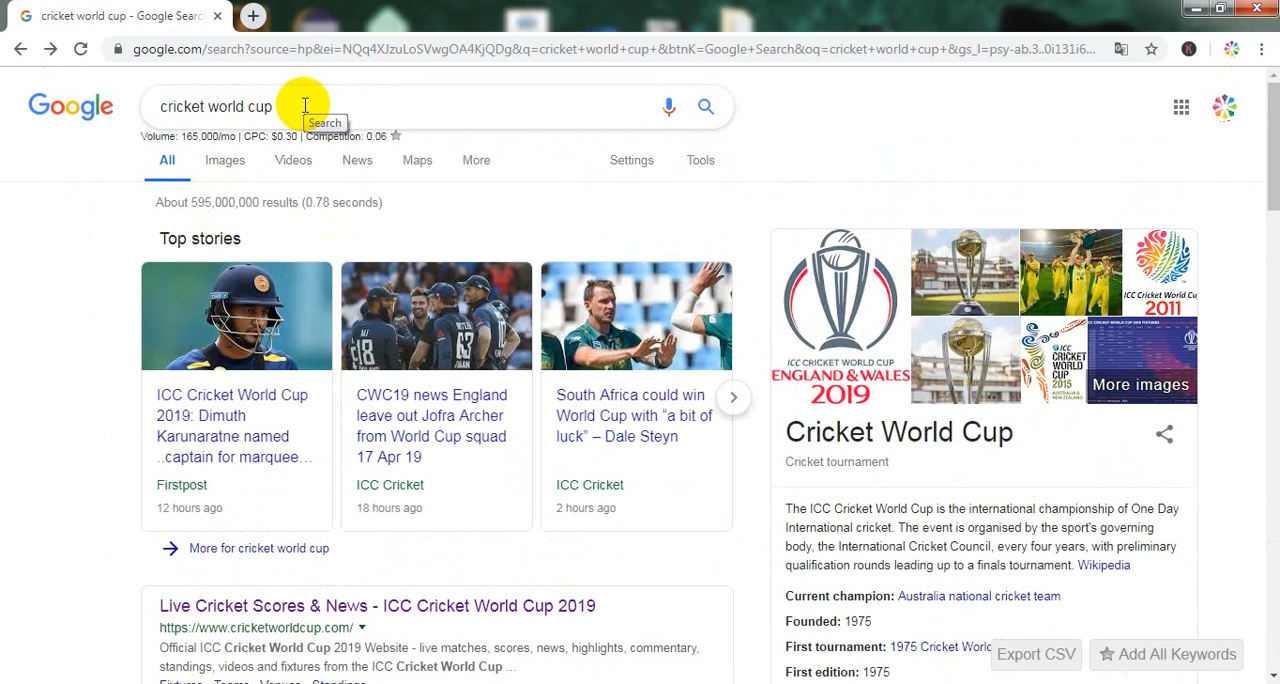 cricket world cup - Google Searc
google.com/search?source=hp&ei=NQq4XJzuLoSVwgOA4KjQDg&q=cricket+world+cup+&btnK=Google+Search&oq=cricket+world+cup+&gs_l=psy-ab.3..0i131i6...
Google
cricket world cup
Search
Volume: 165,000/mo | CPC: $0.30 | Competition: 0.06
All Images Videos News Maps More Settings Tools
About 595,000,000 results (0.78 seconds)
Top stories
ICC Cricket World Cup
2019: Dimuth
Karunaratne named
..captain for marquee…
Firstpost
12 hours ago
CWC19 news England
leave out Jofra Archer
from World Cup squad
17 Apr 19
ICC Cricket
18 hours ago
South Africa could win
World Cup with “a bit of
luck” – Dale Steyn
ICC Cricket
2 hours ago
More for cricket world cup
Live Cricket Scores & News - ICC Cricket World Cup 2019
https://www.cricketworldcup.com/
Official ICC Cricket World Cup 2019 Website - live matches, scores, news, highlights, commentary,
standings, videos and fixtures from the ICC Cricket World Cup ...
Fixtures - Teams - Venues - Standings
ICC CRICKET WORLD CUP
ENGLAND & WALES
2019
ICC Cricket World Cu
2011
ICC
CRICKET
WORLD
CUP
2015
More images
Cricket World Cup
Cricket tournament
The ICC Cricket World Cup is the international championship of One Day
International cricket. The event is organised by the sport's governing
body, the International Cricket Council, every four years, with preliminary
qualification rounds leading up to a finals tournament. Wikipedia
Current champion: Australia national cricket team
Founded: 1975
First tournament: 1975 Cricket World
First edition: 1975
Export CSV
Add All Keywords